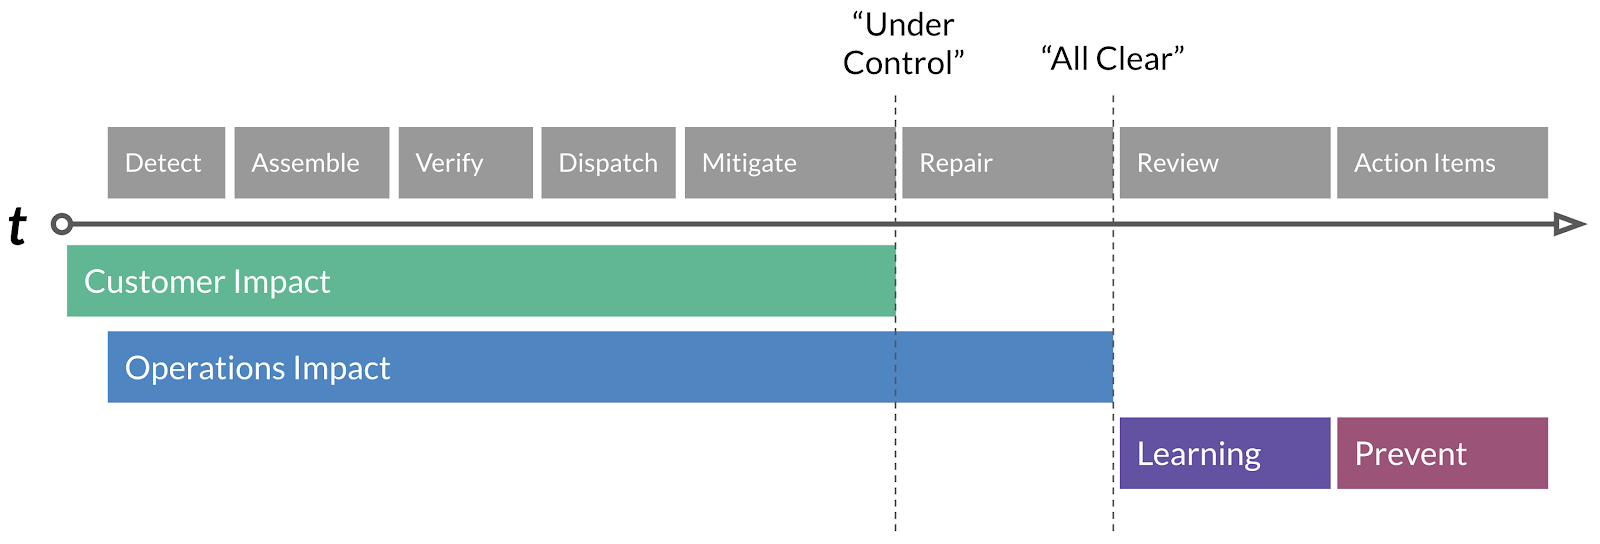 “Under
Control”
“All Clear”
Detect
Assemble
Verify
Dispatch
Mitigate
Repair
Review
Action Items
t
Customer Impact
Operations Impact
Learning
Prevent